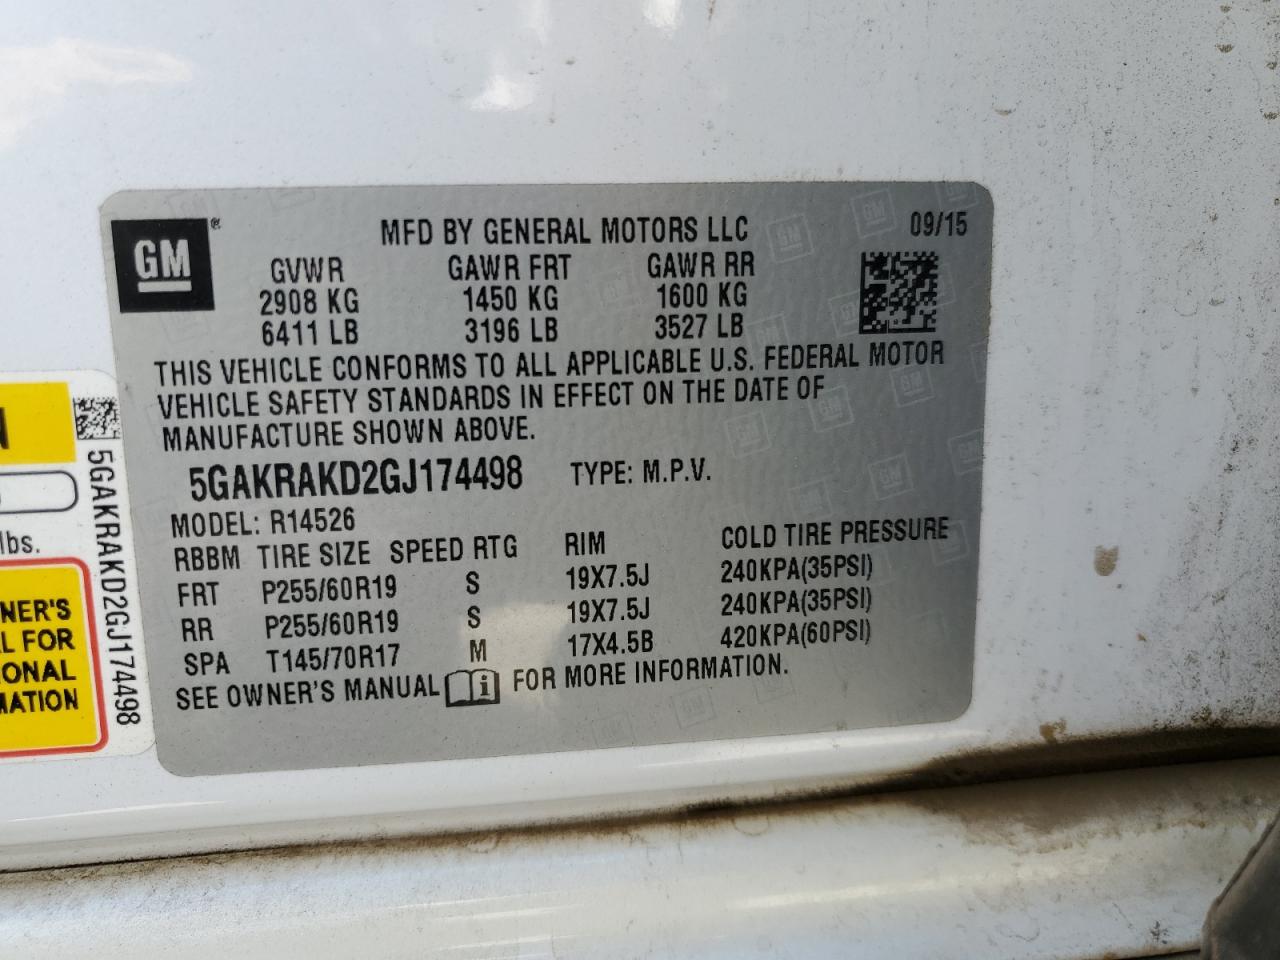 GM®
MFD BY GENERAL MOTORS LLC 09/15
GVWR GAWR FRT GAWR RR
2908 KG 1450 KG 1600 KG
6411 LB 3196 LB 3527 LB
THIS VEHICLE CONFORMS TO ALL APPLICABLE U.S. FEDERAL MOTOR
VEHICLE SAFETY STANDARDS IN EFFECT ON THE DATE OF
MANUFACTURE SHOWN ABOVE.
5GAKRAKD2GJ174498 TYPE: M.P.V.
MODEL: R14526
RBBM TIRE SIZE SPEED RTG RIM COLD TIRE PRESSURE
FRT P255/60R19 S 19X7.5J 240KPA(35PSI)
RR P255/60R19 S 19X7.5J 240KPA(35PSI)
SPA T145/70R17 M 17X4.5B 420KPA(60PSI)
SEE OWNER'S MANUAL FOR MORE INFORMATION.
5GAKRAKD2GJ174498
lbs.
NER'S
L FOR
IONAL
MATION